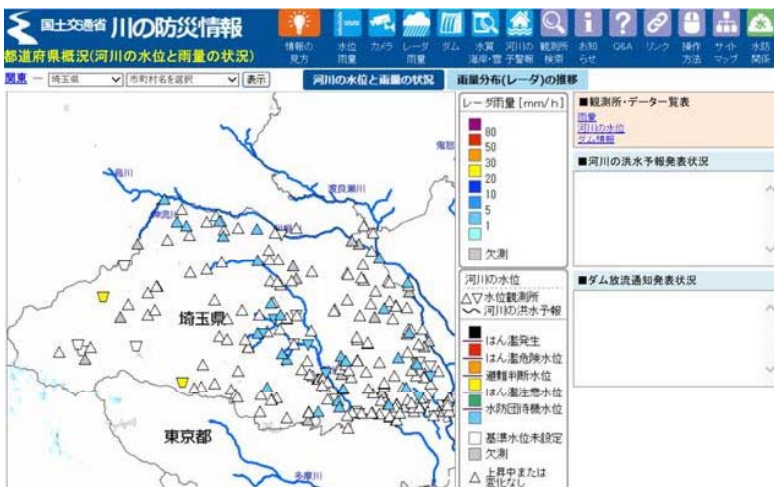 国土交通省 川の防災情報
都道府県概況(河川の水位と雨量の状況)
情報の見方
水位雨量
カメラ
レーダ雨量
ダム
水質海岸・雪
河川の予警報
観測所検索
お知らせ
Q&A
リンク
操作方法
サイトマップ
水防関係
関東 ― 埼玉県 市町村名を選択 表示
河川の水位と雨量の状況
雨量分布(レーダ)の推移
烏川
渡良瀬川
神流川
利根
鬼怒
埼玉県
東京都
多摩川
レーダ雨量 [mm/h]
80
50
30
20
10
5
1
欠測
河川の水位
△▽水位観測所
河川の洪水予報
はん濫発生
はん濫危険水位
避難判断水位
はん濫注意水位
水防団待機水位
基準水位未設定
欠測
△ 上昇中または
変化なし
■観測所・データ一覧表
雨量
河川の水位
ダム情報
■河川の洪水予報発表状況
■ダム放流通知発表状況